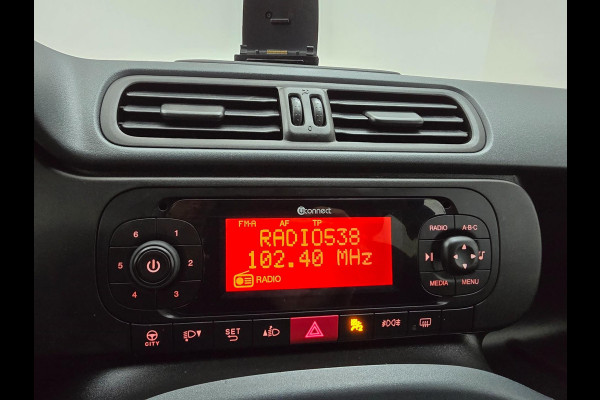 uconnect
FM-A AF TP
RADIO538
102.40 MHz
RADIO
6 1
5 2
4 3
RADIO A-B-C
MEDIA MENU
CITY
SET